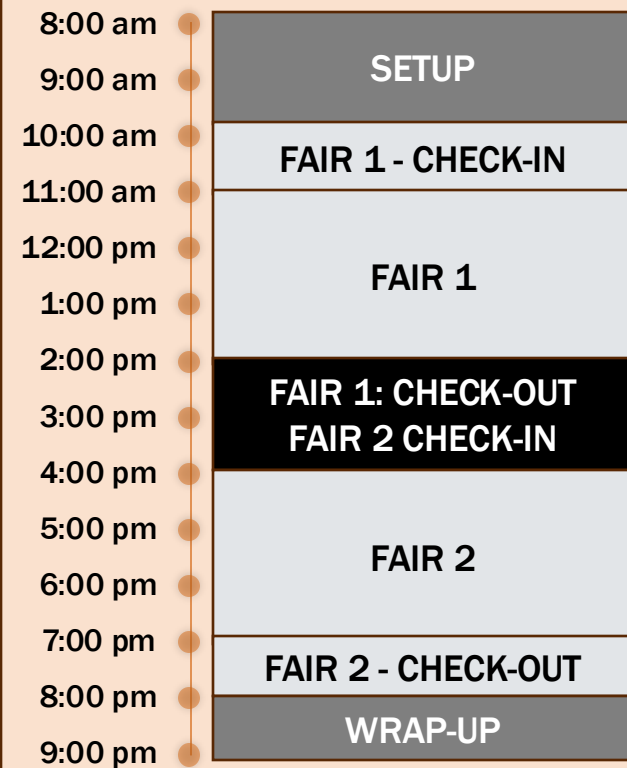 8:00 am
SETUP
9:00 am
10:00 am
FAIR 1 - CHECK-IN
11:00 am
12:00 pm
FAIR 1
1:00 pm
2:00 pm
FAIR 1: CHECK-OUT
3:00 pm
FAIR 2 CHECK-IN
4:00 pm
5:00 pm
FAIR 2
6:00 pm
7:00 pm
FAIR 2 - CHECK-OUT
8:00 pm
WRAP-UP
9:00 pm